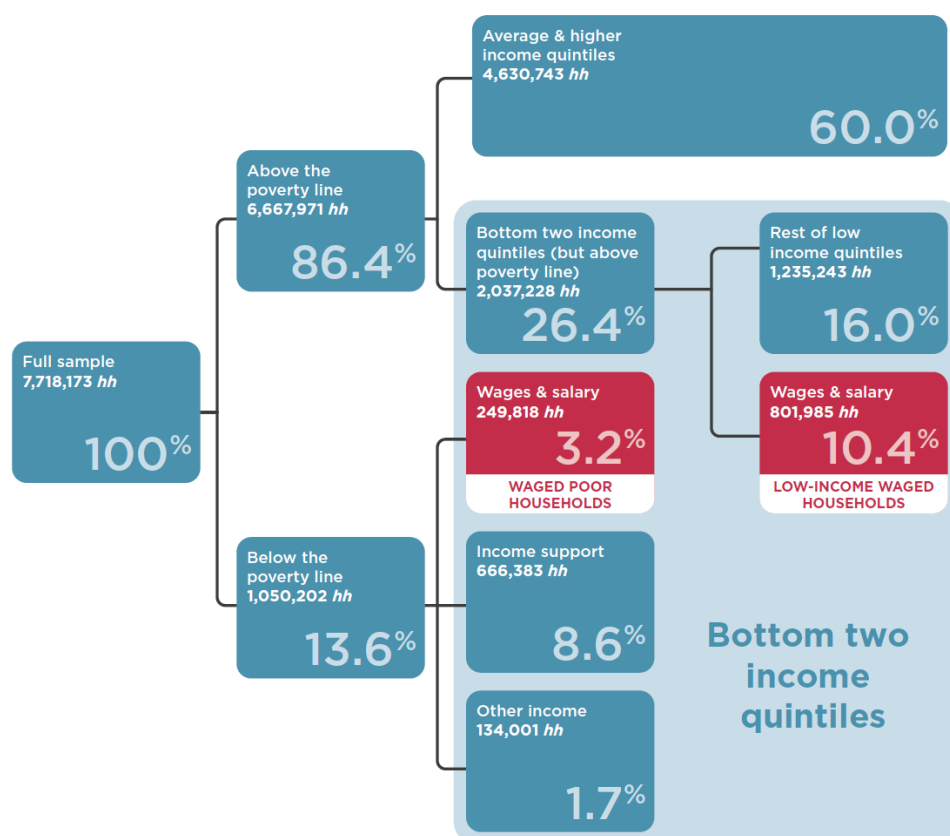 Average & higher
income quintiles
4,630,743 hh
60.0%
Above the
poverty line
6,667,971 hh
86.4%
Bottom two income
quintiles (but above
poverty line)
2,037,228 hh
26.4%
Rest of low
income quintiles
1,235,243 hh
16.0%
Full sample
7,718,173 hh
100%
Wages & salary
249,818 hh
3.2%
WAGED POOR
HOUSEHOLDS
Wages & salary
801,985 hh
10.4%
LOW-INCOME WAGED
HOUSEHOLDS
Below the
poverty line
1,050,202 hh
13.6%
Income support
666,383 hh
8.6%
Other income
134,001 hh
1.7%
Bottom two
income
quintiles